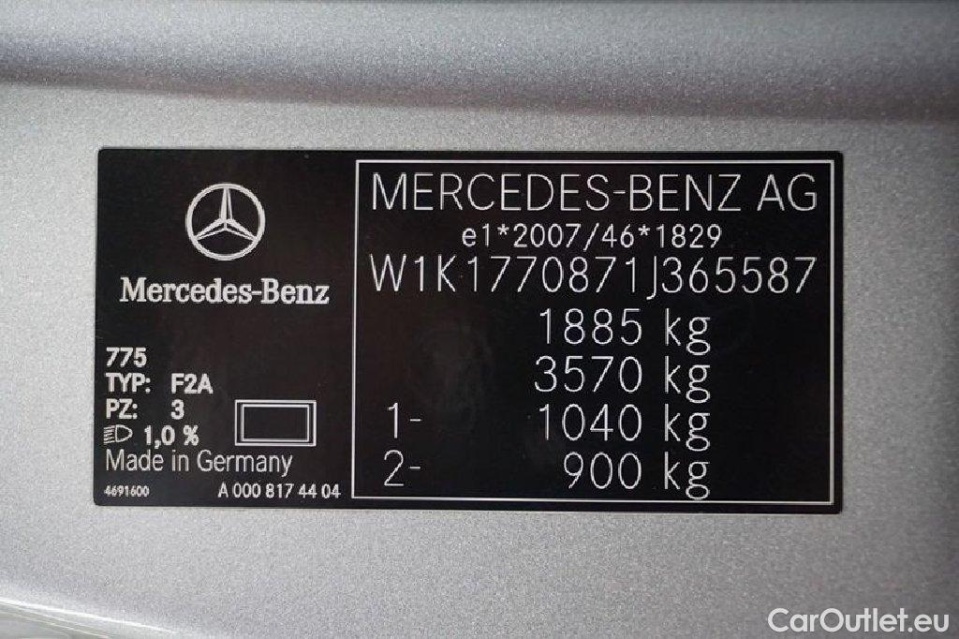 Mercedes-Benz
775
TYP: F2A
PZ: 3
1,0 %
Made in Germany
4691600 A 000 817 44 04
MERCEDES-BENZ AG
e1*2007/46*1829
W1K1770871J365587
1885 kg
3570 kg
1- 1040 kg
2- 900 kg
CarOutlet.eu